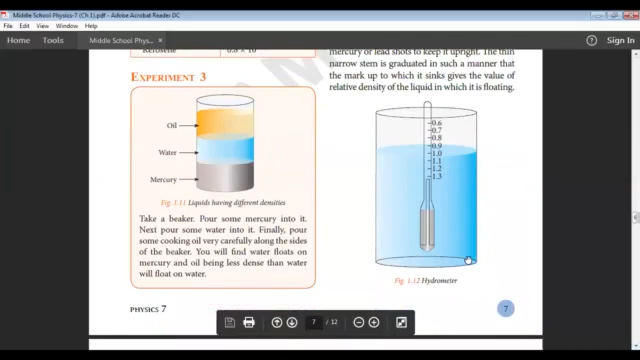 Middle School Physics-7 (Ch 1).pdf - Adobe Acrobat Reader DC
File Edit View Window Help
Home Tools
Middle School Phys...
Sign In
Kerosene 0.8 × 10
EXPERIMENT 3
Oil
Water
Mercury
Fig. 1.11 Liquids having different densities
Take a beaker. Pour some mercury into it.
Next pour some water into it. Finally, pour
some cooking oil very carefully along the sides
of the beaker. You will find water floats on
mercury and oil being less dense than water
will float on water.
PHYSICS 7
mercury or lead shots to keep it upright. The thin
narrow stem is graduated in such a manner that
the mark up to which it sinks gives the value of
relative density of the liquid in which it is floating.
0.6
0.7
0.8
0.9
1.0
1.1
1.2
1.3
Fig. 1.12 Hydrometer
7
7 / 12